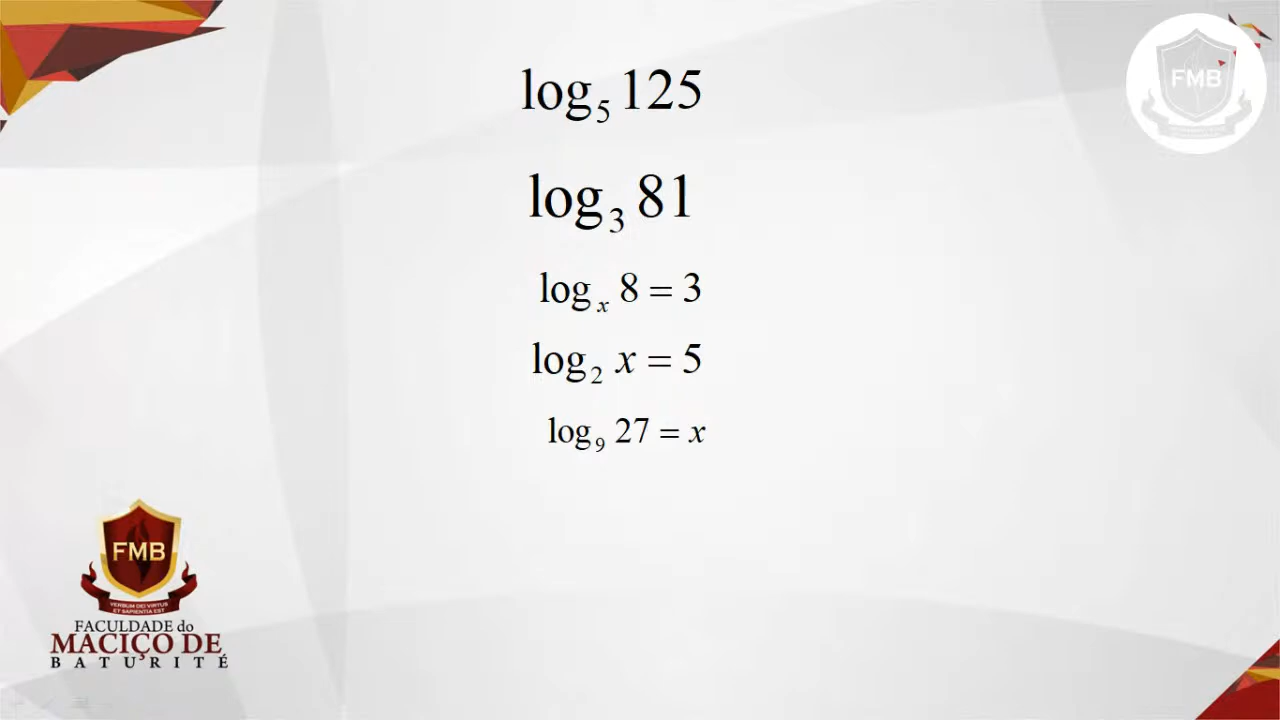 log₅ 125
log₃ 81
logₓ 8 = 3
log₂ x = 5
log₉ 27 = x
FMB
FMB
FACULDADE do
MACIÇO DE
BATURITÉ